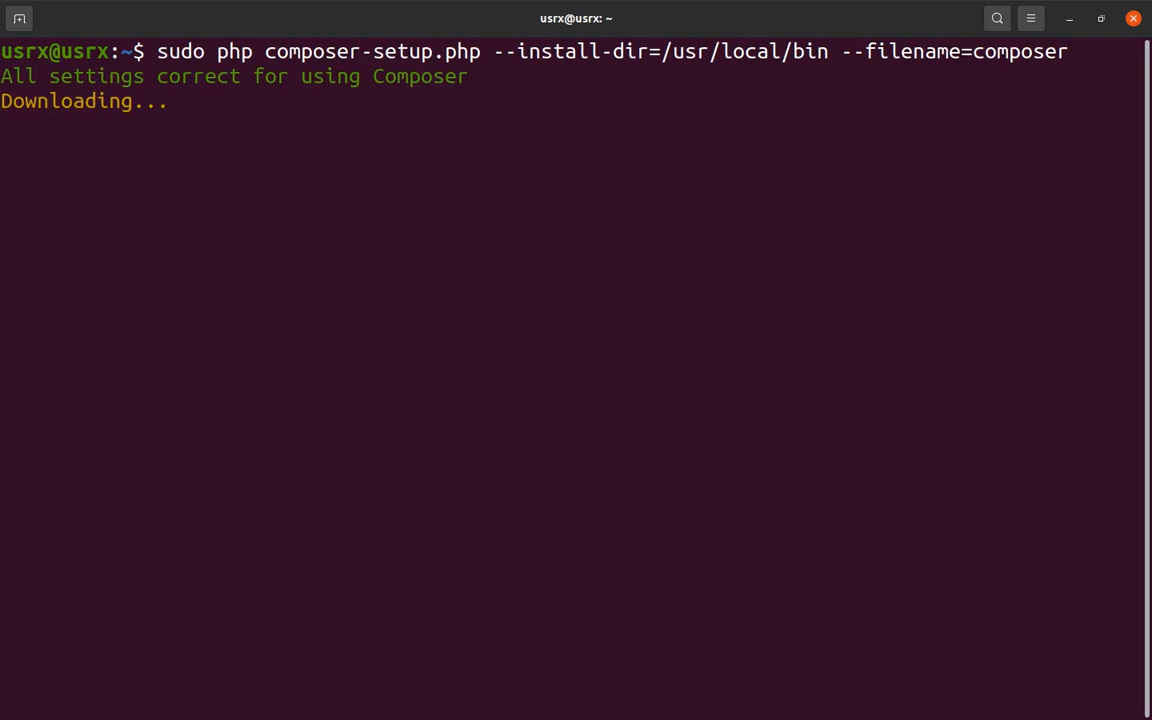 usrx@usrx: ~
usrx@usrx:~$ sudo php composer-setup.php --install-dir=/usr/local/bin --filename=composer
All settings correct for using Composer
Downloading...